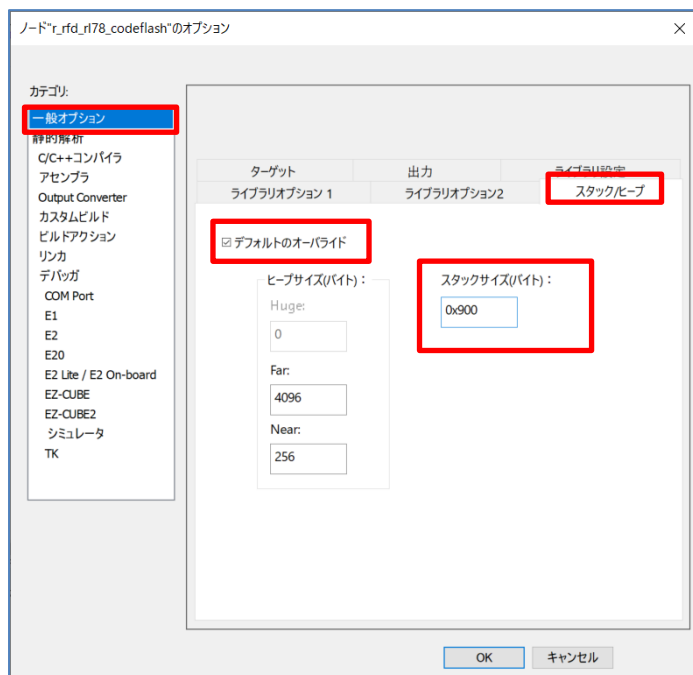 ノード"r_rfd_rl78_codeflash"のオプション
カテゴリ:
一般オプション
静的解析
C/C++コンパイラ
アセンブラ
Output Converter
カスタムビルド
ビルドアクション
リンカ
デバッガ
COM Port
E1
E2
E20
E2 Lite / E2 On-board
EZ-CUBE
EZ-CUBE2
シミュレータ
TK
ターゲット
出力
ライブラリ設定
ライブラリオプション 1
ライブラリオプション2
スタック/ヒープ
デフォルトのオーバライド
ヒープサイズ(バイト):
Huge:
0
Far:
4096
Near:
256
スタックサイズ(バイト):
0x900
OK
キャンセル